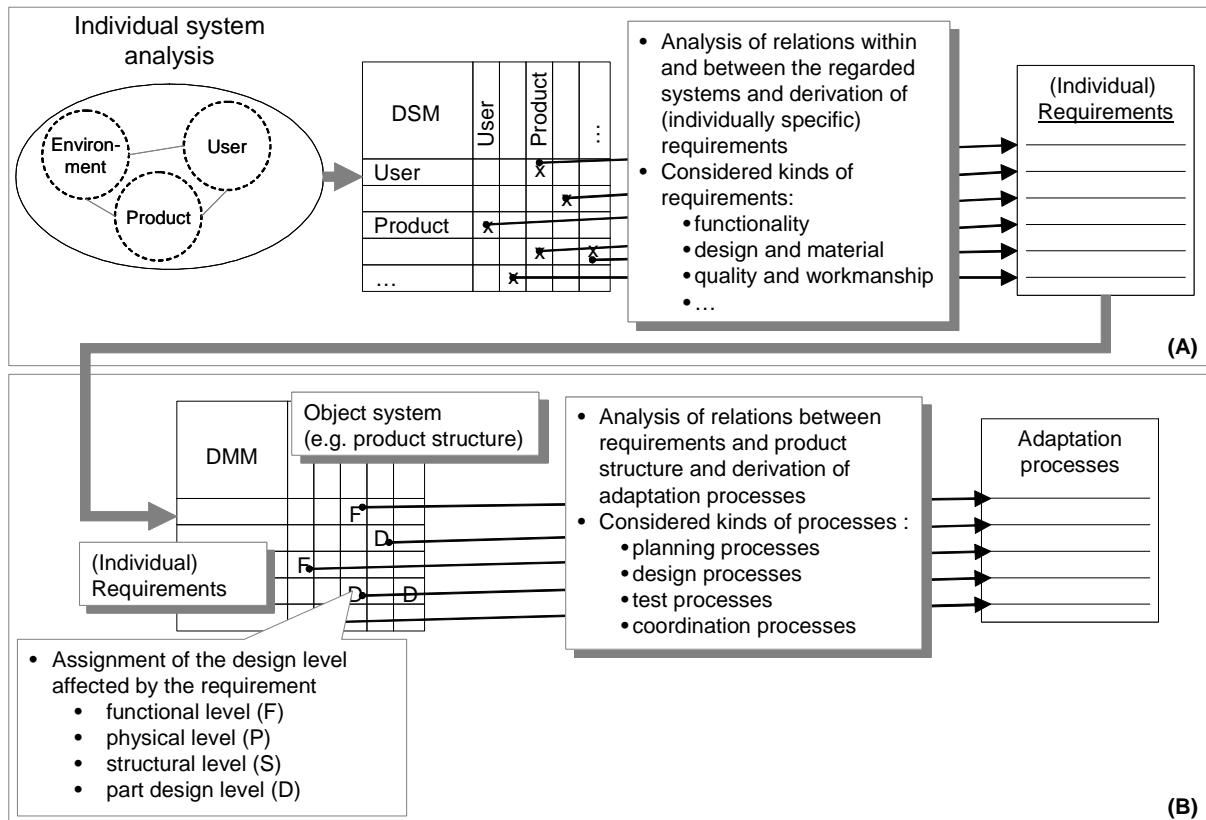 Individual system
analysis
Environ-
ment
User
Product
DSM
User
Product
…
User
x
x
Product
x
x
x
…
x
• Analysis of relations within
and between the regarded
systems and derivation of
(individually specific)
requirements
• Considered kinds of
requirements:
•functionality
•design and material
•quality and workmanship
•…
(Individual)
Requirements
(A)
DMM
Object system
(e.g. product structure)
F
D
F
D
D
(Individual)
Requirements
• Analysis of relations between
requirements and product
structure and derivation of
adaptation processes
• Considered kinds of processes :
•planning processes
•design processes
•test processes
•coordination processes
Adaptation
processes
• Assignment of the design level
affected by the requirement
• functional level (F)
• physical level (P)
• structural level (S)
• part design level (D)
(B)